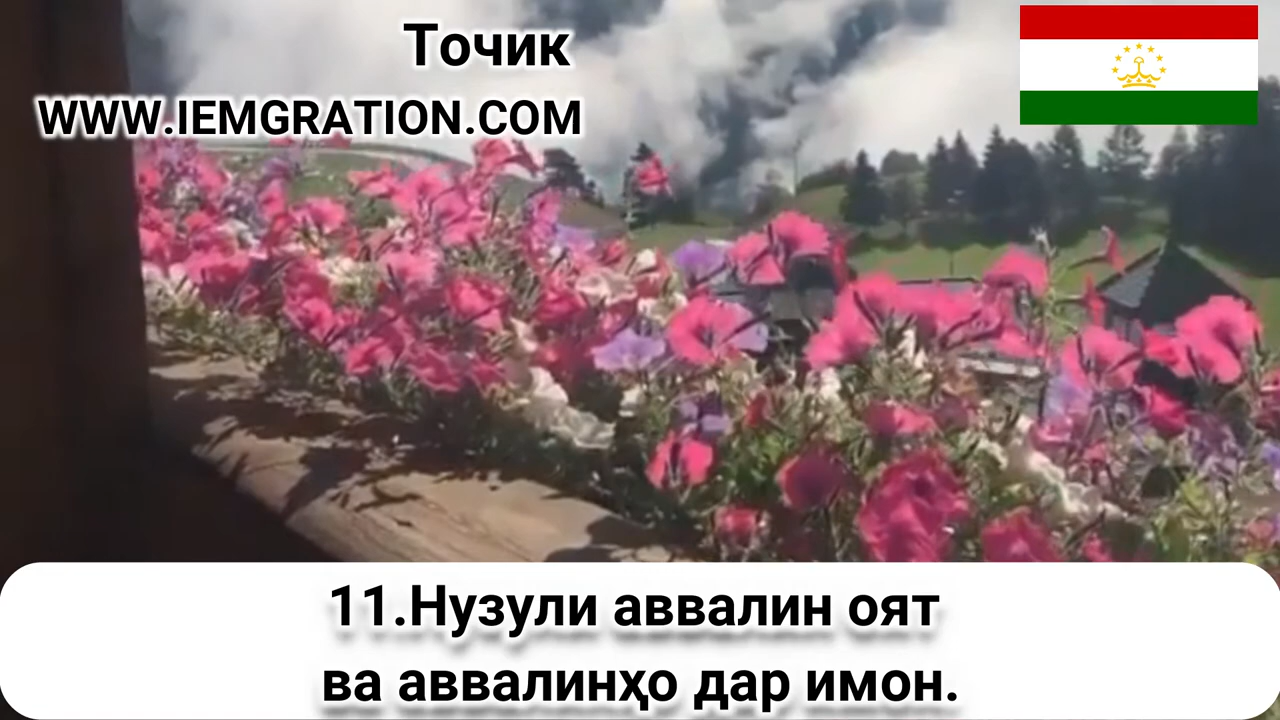 Точик
WWW.IEMGRATION.COM
11.Нузули аввалин оят
ва аввалинҳо дар имон.